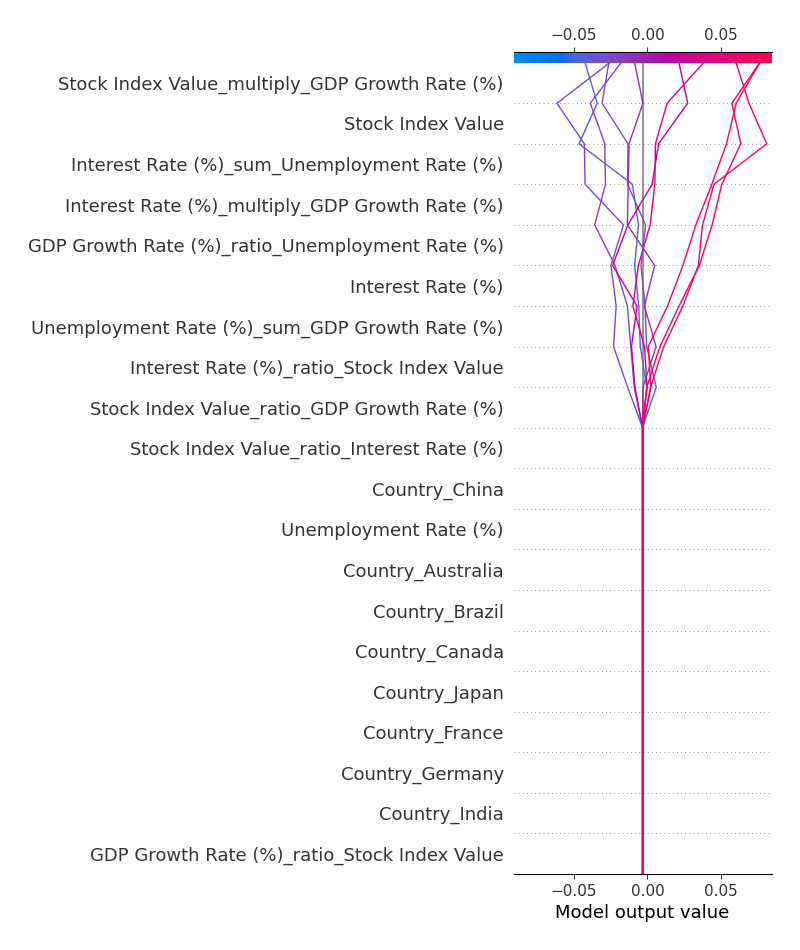 −0.05 0.00 0.05
Stock Index Value_multiply_GDP Growth Rate (%)
Stock Index Value
Interest Rate (%)_sum_Unemployment Rate (%)
Interest Rate (%)_multiply_GDP Growth Rate (%)
GDP Growth Rate (%)_ratio_Unemployment Rate (%)
Interest Rate (%)
Unemployment Rate (%)_sum_GDP Growth Rate (%)
Interest Rate (%)_ratio_Stock Index Value
Stock Index Value_ratio_GDP Growth Rate (%)
Stock Index Value_ratio_Interest Rate (%)
Country_China
Unemployment Rate (%)
Country_Australia
Country_Brazil
Country_Canada
Country_Japan
Country_France
Country_Germany
Country_India
GDP Growth Rate (%)_ratio_Stock Index Value
−0.05 0.00 0.05
Model output value